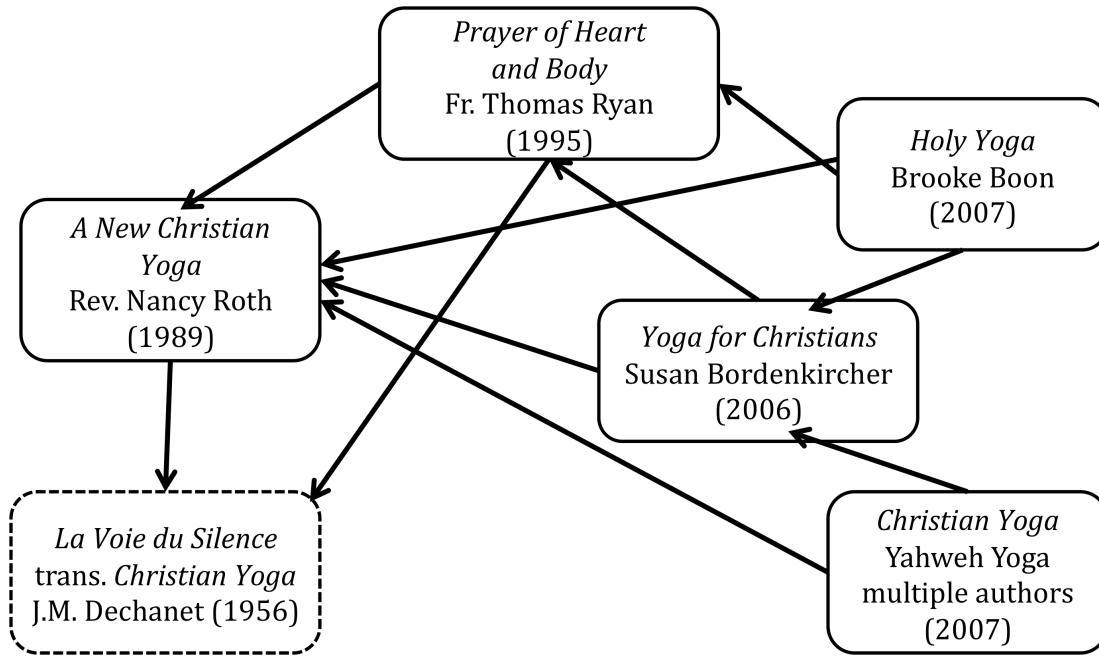 Prayer of Heart
and Body
Fr. Thomas Ryan
(1995)
Holy Yoga
Brooke Boon
(2007)
A New Christian
Yoga
Rev. Nancy Roth
(1989)
Yoga for Christians
Susan Bordenkircher
(2006)
La Voie du Silence
trans. Christian Yoga
J.M. Dechanet (1956)
Christian Yoga
Yahweh Yoga
multiple authors
(2007)